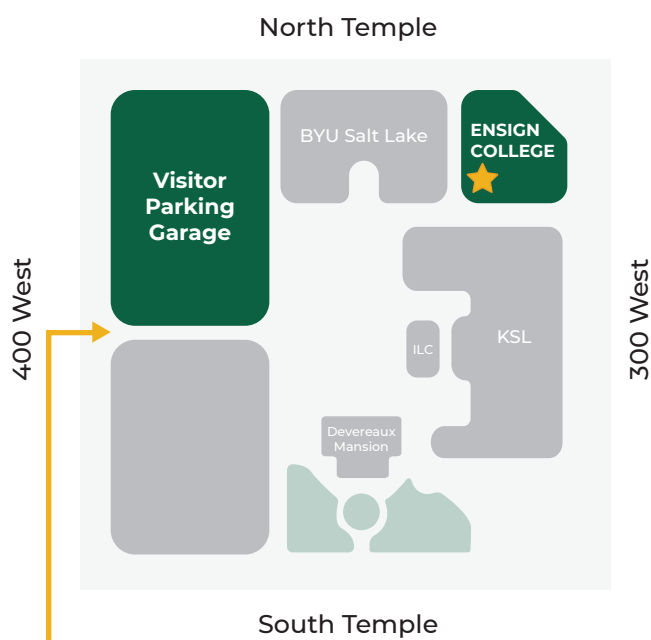 North Temple
BYU Salt Lake
ENSIGN
COLLEGE
Visitor
Parking
Garage
400 West
300 West
KSL
ILC
Devereaux
Mansion
South Temple